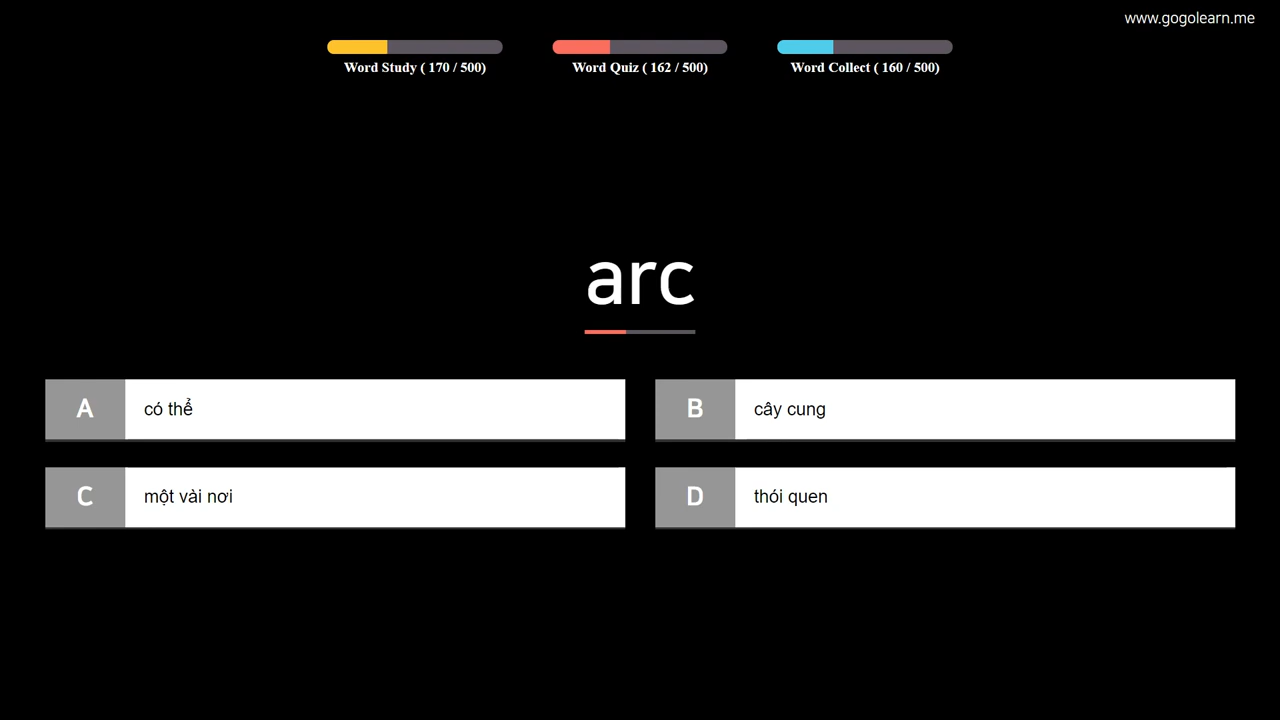 www.gogolearn.me
Word Study ( 170 / 500)
Word Quiz ( 162 / 500)
Word Collect ( 160 / 500)
arc
A có thể
B cây cung
C một vài nơi
D thói quen